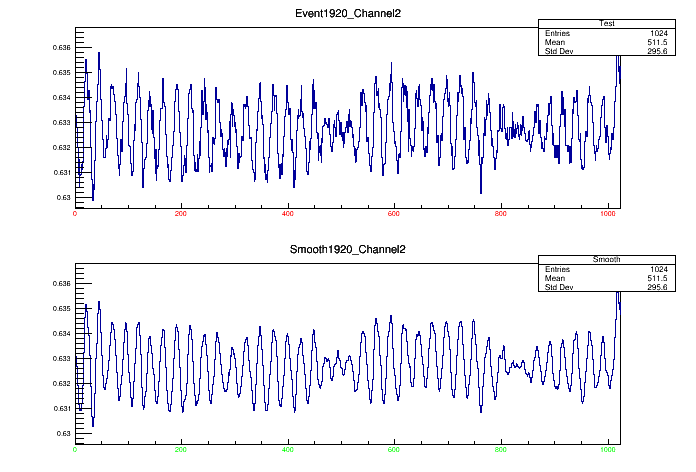 Event1920_Channel2
Test
Entries 1024
Mean 511.5
Std Dev 295.6
0.636
0.635
0.634
0.633
0.632
0.631
0.63
0 200 400 600 800 1000
Smooth1920_Channel2
Smooth
Entries 1024
Mean 511.5
Std Dev 295.6
0.636
0.635
0.634
0.633
0.632
0.631
0.63
0 200 400 600 800 1000